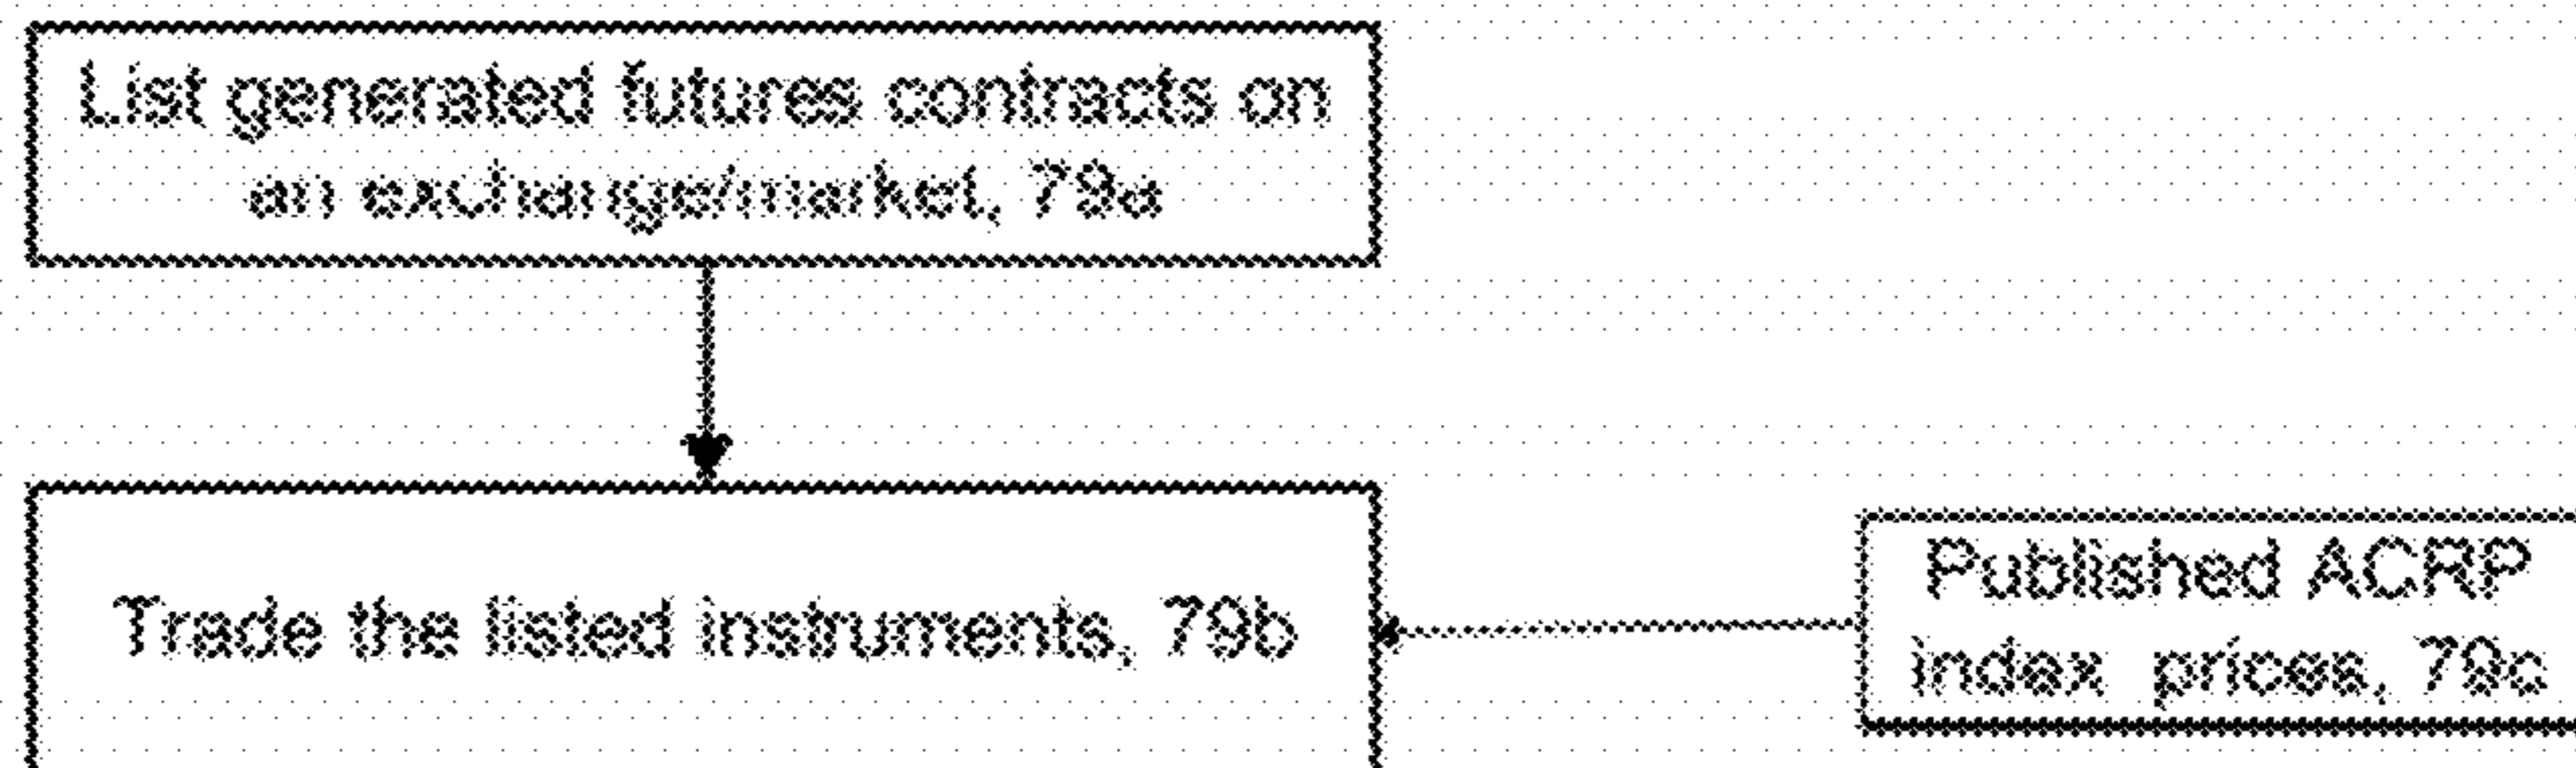 List generated futures contracts on
an exchange/market, 79a
Trade the listed instruments, 79b
Published ACRP
index prices, 79c